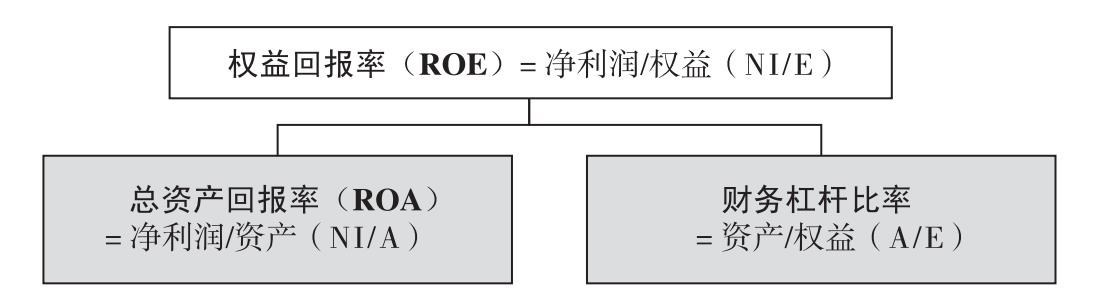 权益回报率（ROE）= 净利润/权益（NI/E）
总资产回报率（ROA）
= 净利润/资产（NI/A）
财务杠杆比率
= 资产/权益（A/E）